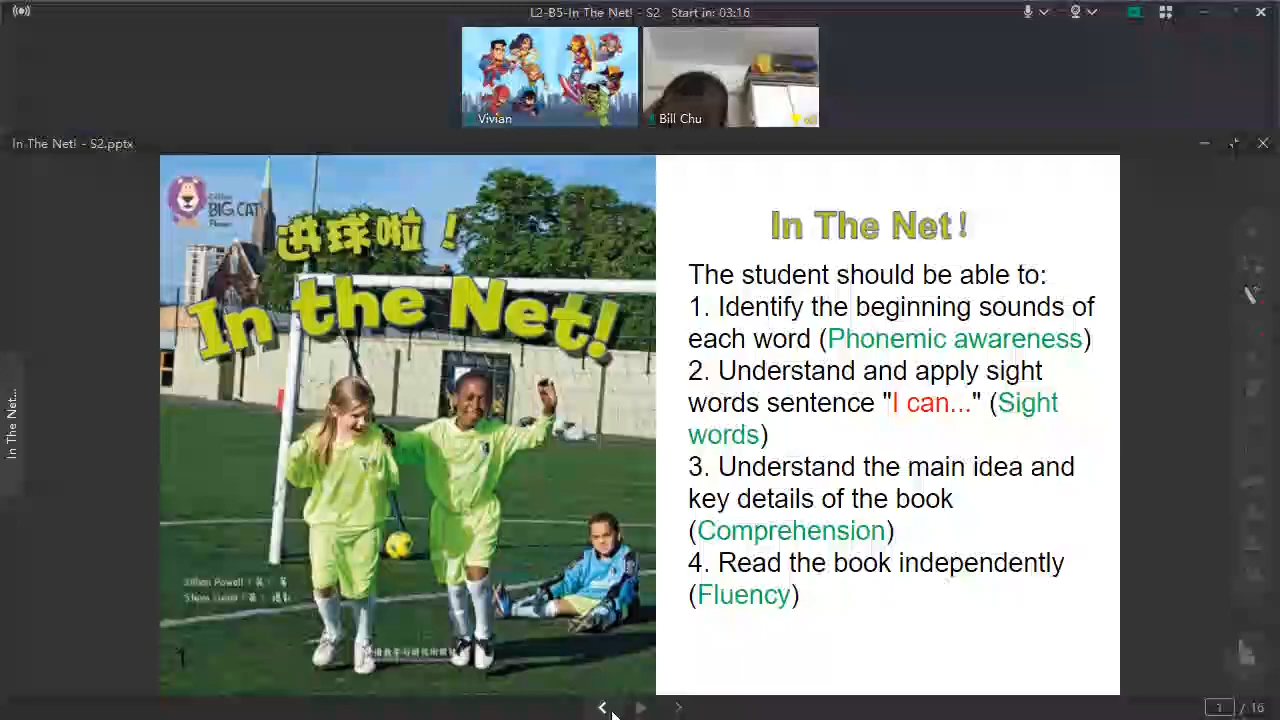 L2-B5-In The Net! - S2 Start in: 03:16
Vivian
Bill Chu
In The Net! - S2.pptx
BIG CAT
进球啦！
In the Net!
In The Net!
The student should be able to:
1. Identify the beginning sounds of
each word (Phonemic awareness)
2. Understand and apply sight
words sentence "I can..." (Sight
words)
3. Understand the main idea and
key details of the book
(Comprehension)
4. Read the book independently
(Fluency)
In The Net...
1 / 16